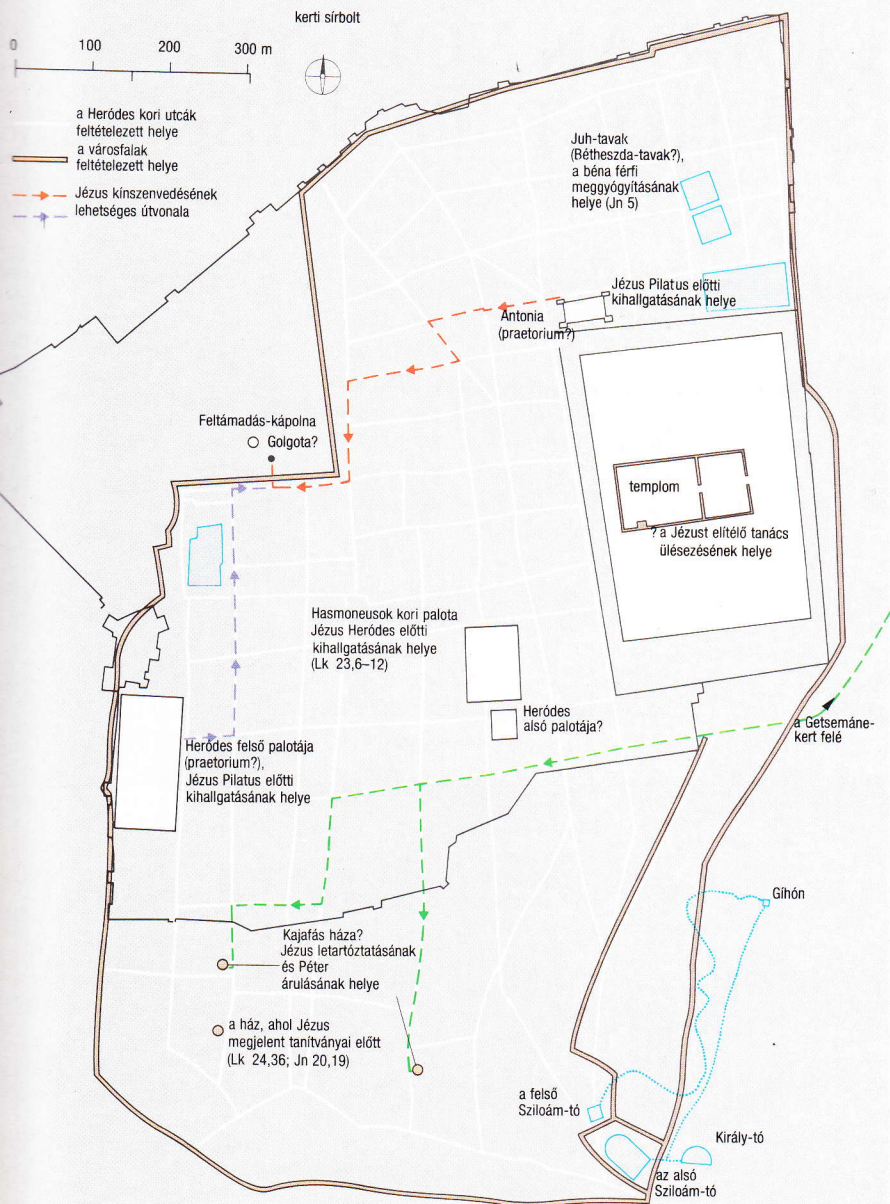 kerti sírbolt
0 100 200 300 m
a Heródes kori utcák
feltételezett helye
a városfalak
feltételezett helye
Jézus kínszenvedésének
lehetséges útvonala
Juh-tavak
(Bétheszda-tavak?),
a béna férfi
meggyógyításának
helye (Jn 5)
Jézus Pilatus előtti
kihallgatásának helye
Antonia
(praetorium?)
Feltámadás-kápolna
Golgota?
templom
? a Jézust elítélő tanács
ülésezésének helye
Hasmoneusok kori palota
Jézus Heródes előtti
kihallgatásának helye
(Lk 23,6–12)
Heródes
alsó palotája?
a Getsemáne-
kert felé
Heródes felső palotája
(praetorium?),
Jézus Pilatus előtti
kihallgatásának helye
Gíhón
Kajafás háza?
Jézus letartóztatásának
és Péter
árulásának helye
a ház, ahol Jézus
megjelent tanítványai előtt
(Lk 24,36; Jn 20,19)
a felső
Sziloám-tó
Király-tó
az alsó
Sziloám-tó